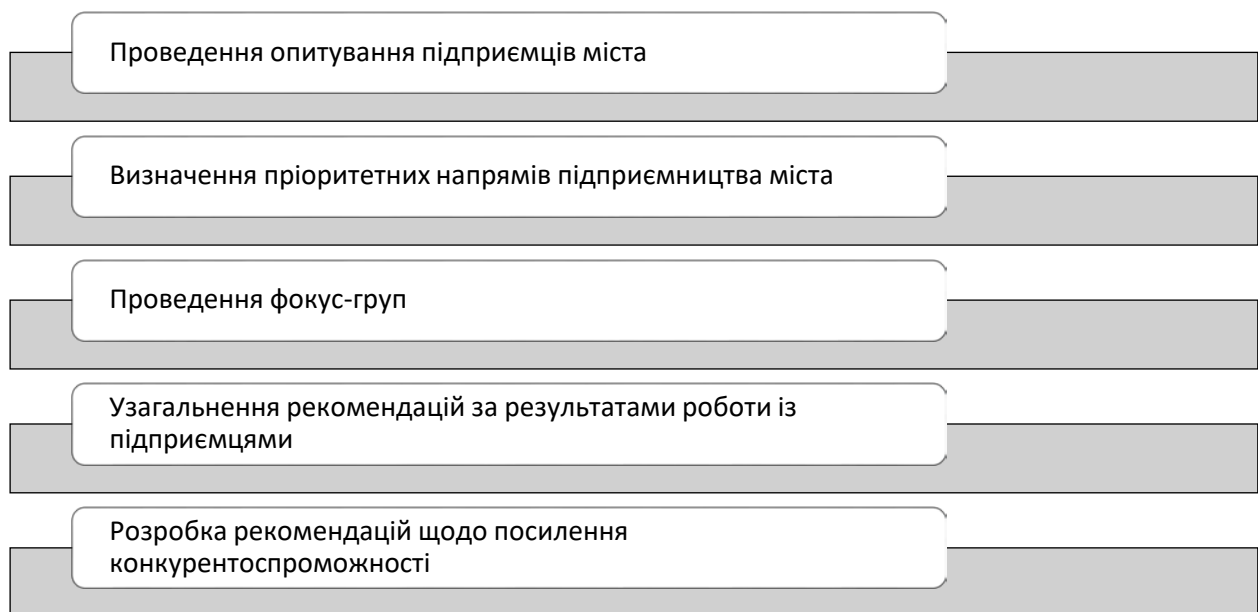 Проведення опитування підприємців міста
Визначення пріоритетних напрямів підприємництва міста
Проведення фокус-груп
Узагальнення рекомендацій за результатами роботи із
підприємцями
Розробка рекомендацій щодо посилення
конкурентоспроможності